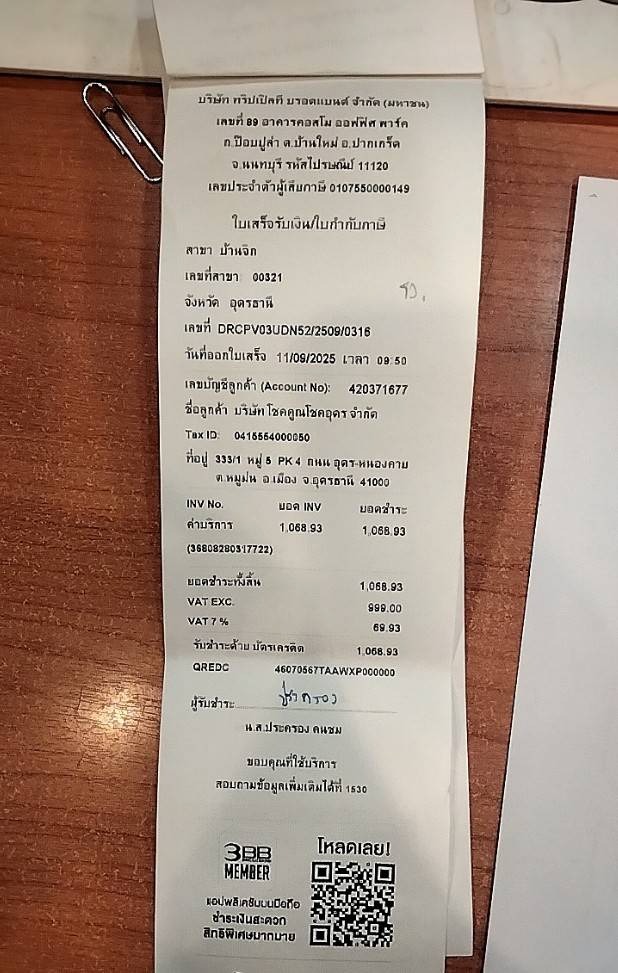 บริษัท ทริปเปิลที บรอดแบนด์ จำกัด (มหาชน)
เลขที่ 89 อาคารคอสโม ออฟฟิศ พาร์ค
ถ.ป๊อปปูล่า ต.บ้านใหม่ อ.ปากเกร็ด
จ.นนทบุรี รหัสไปรษณีย์ 11120
เลขประจำตัวผู้เสียภาษี 0107550000149
ใบเสร็จรับเงิน/ใบกำกับภาษี
สาขา บ้านจิก
เลขที่สาขา 00321
จังหวัด อุดรธานี
เลขที่ DRCPV03UDN52/2509/0316
วันที่ออกใบเสร็จ 11/09/2025 เวลา 09:50
เลขบัญชีลูกค้า (Account No): 420371677
ชื่อลูกค้า บริษัท โชคคูณโชคอุดร จำกัด
Tax ID: 0415554000050
ที่อยู่ 333/1 หมู่ 5 PK 4 ถนน อุดร-หนองคาย
ต.หมูม่น อ.เมือง จ.อุดรธานี 41000
INV No. ยอด INV ยอดชำระ
ค่าบริการ 1,068.93 1,068.93
(36808280317722)
ยอดชำระทั้งสิ้น 1,068.93
VAT EXC. 999.00
VAT 7 % 69.93
รับชำระด้วย บัตรเครดิต 1,068.93
QREDC 46070567TAAWXP000000
ผู้รับชำระ
น.ส.ประครอง คนชม
ขอบคุณที่ใช้บริการ
สอบถามข้อมูลเพิ่มเติมได้ที่ 1530
3BB
MEMBER
โหลดเลย!
แอปพลิเคชันบนมือถือ
ชำระเงินสะดวก
สิทธิพิเศษมากมาย